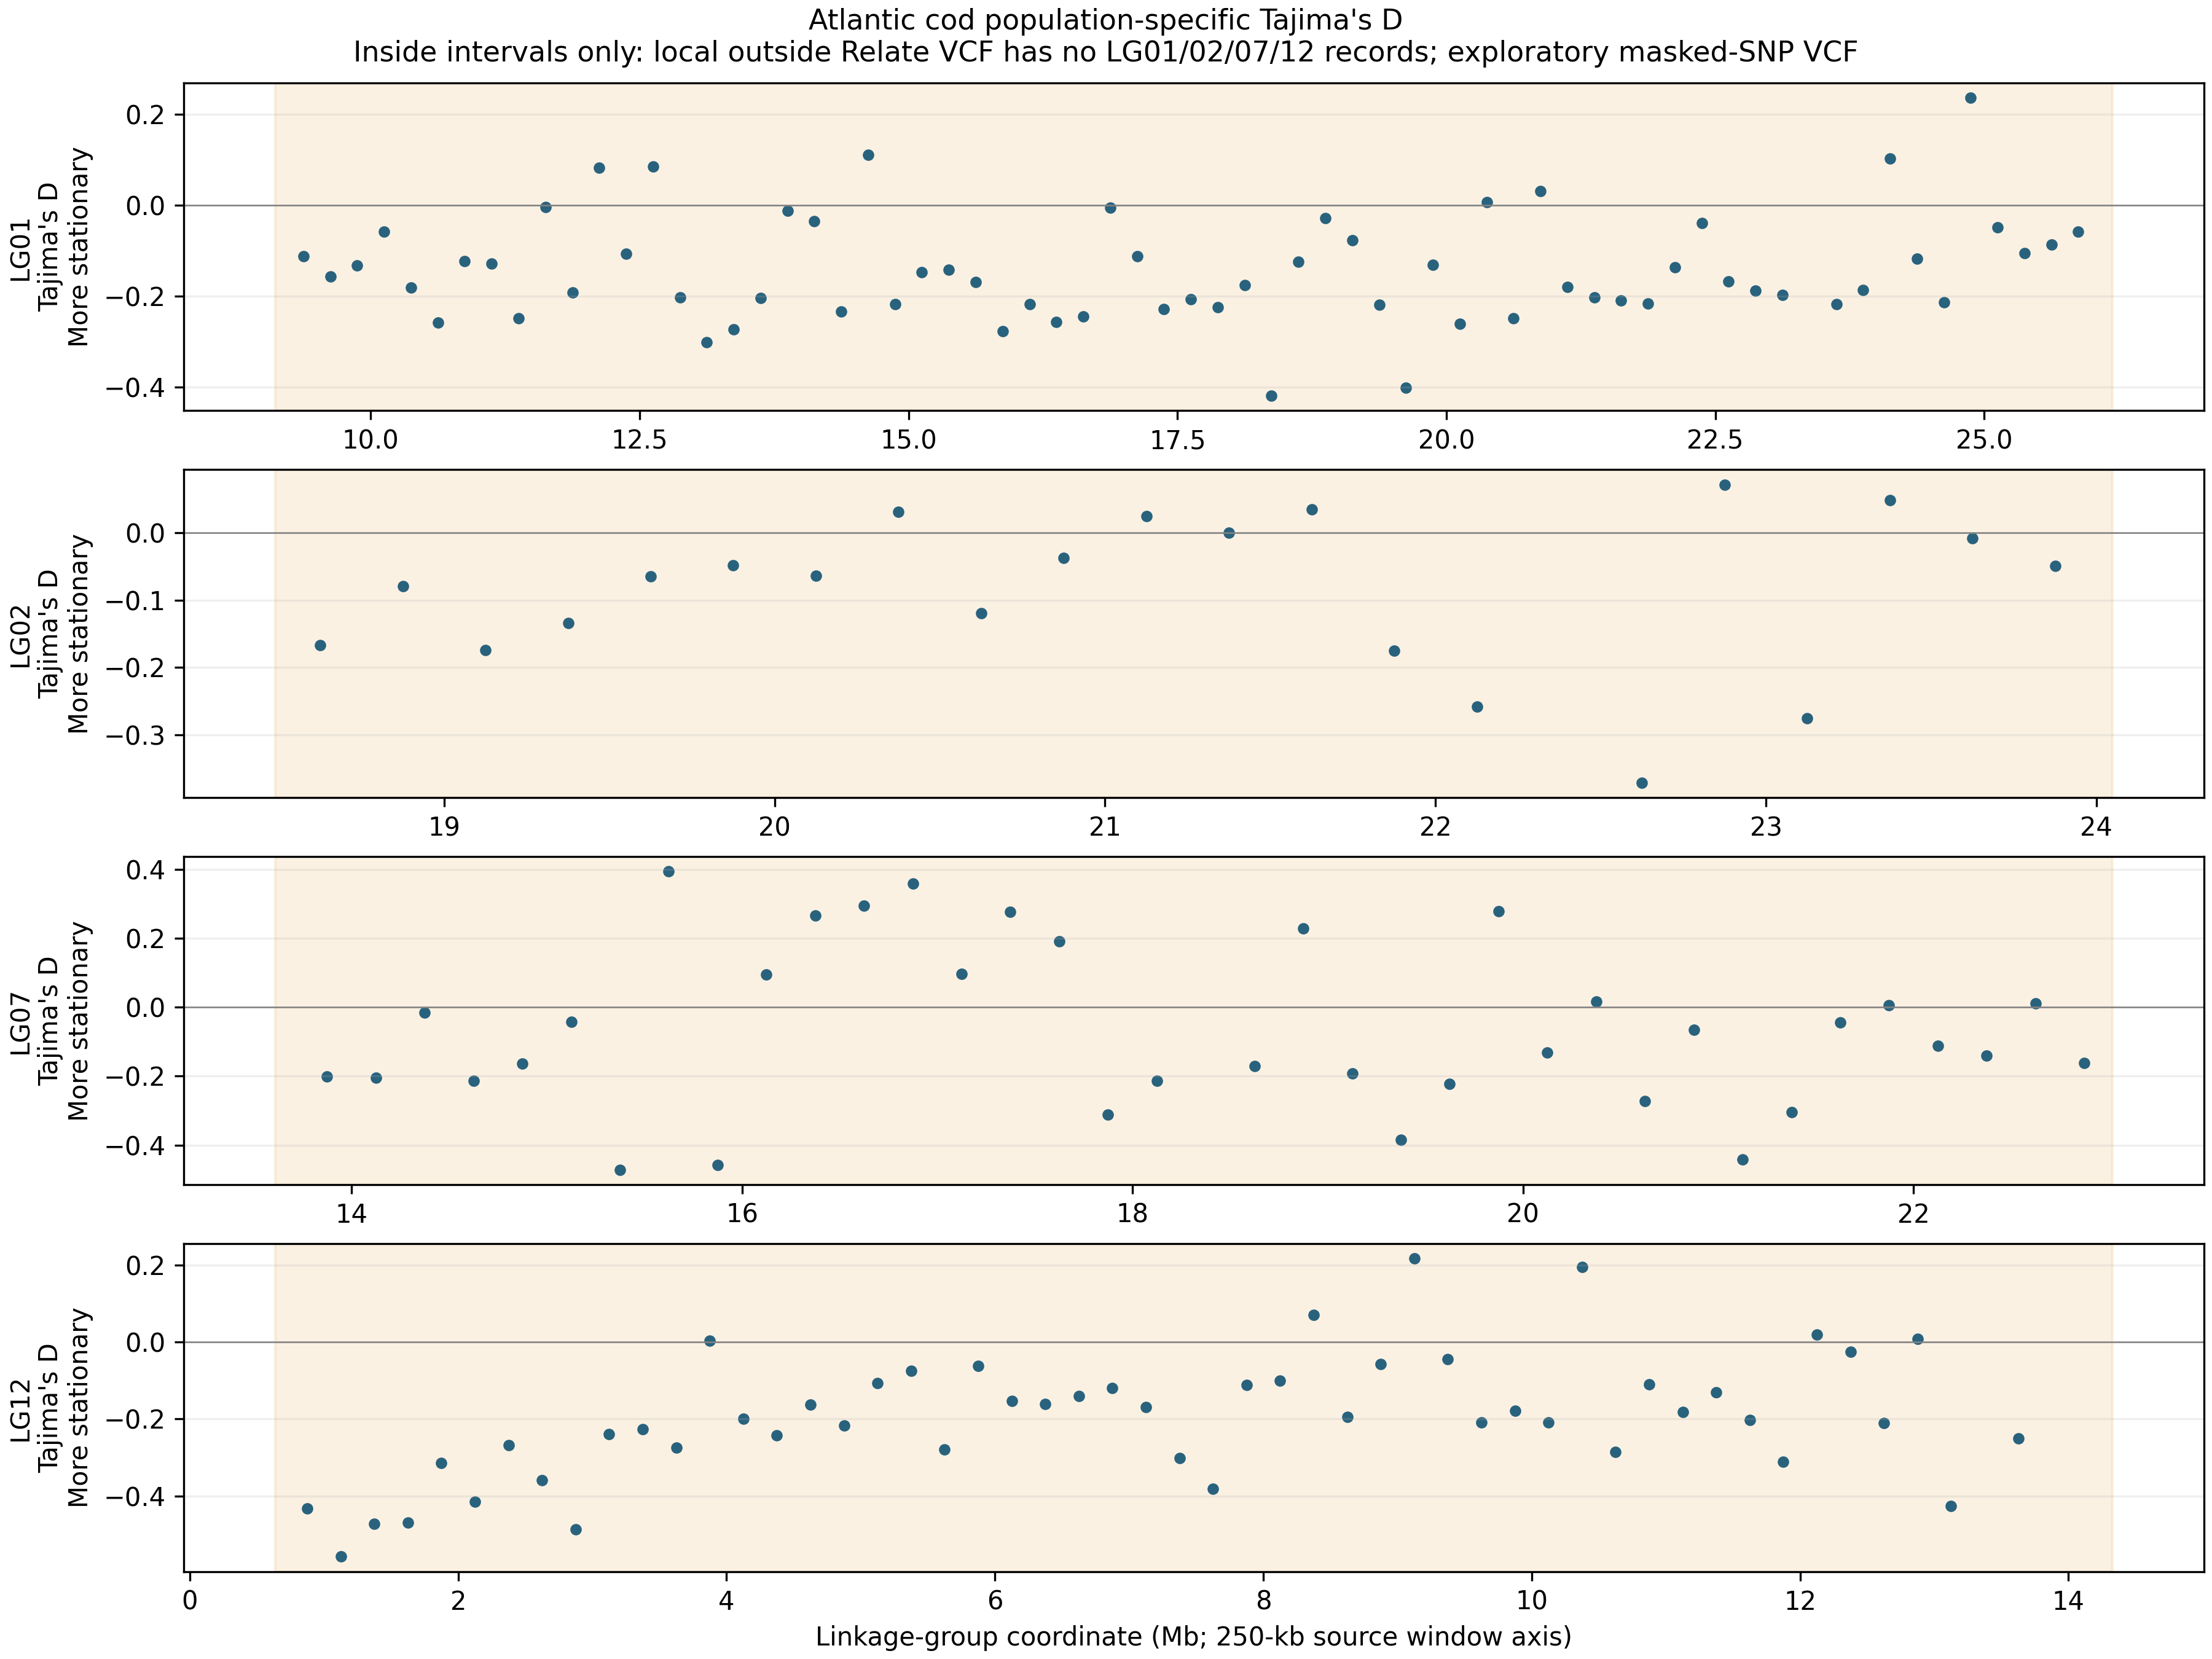 Atlantic cod population-specific Tajima's D
Inside intervals only: local outside Relate VCF has no LG01/02/07/12 records; exploratory masked-SNP VCF
LG01
Tajima's D
More stationary
0.2
0.0
−0.2
−0.4
10.0 12.5 15.0 17.5 20.0 22.5 25.0
LG02
Tajima's D
More stationary
0.0
−0.1
−0.2
−0.3
19 20 21 22 23 24
LG07
Tajima's D
More stationary
0.4
0.2
0.0
−0.2
−0.4
14 16 18 20 22
LG12
Tajima's D
More stationary
0.2
0.0
−0.2
−0.4
0 2 4 6 8 10 12 14
Linkage-group coordinate (Mb; 250-kb source window axis)